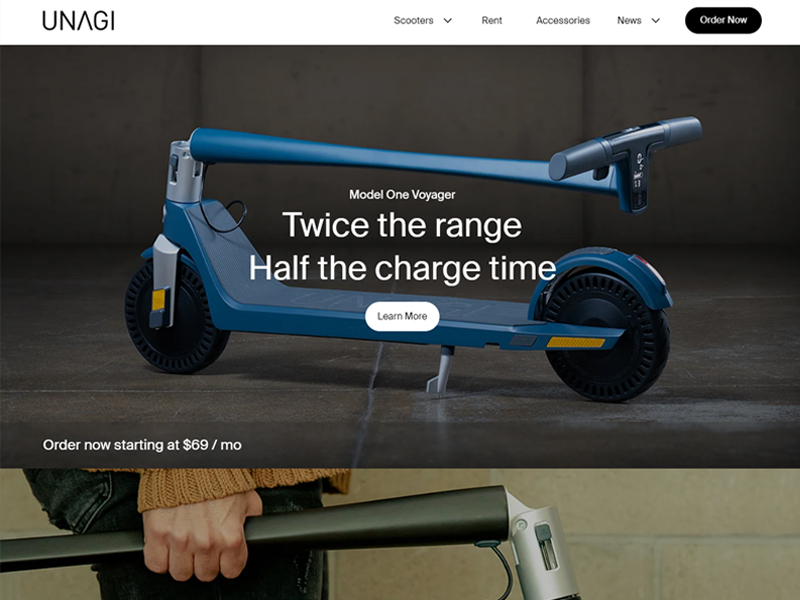 UNAGI
Scooters
Rent
Accessories
News
Order Now
Model One Voyager
Twice the range
Half the charge time
Learn More
Order now starting at $69 / mo